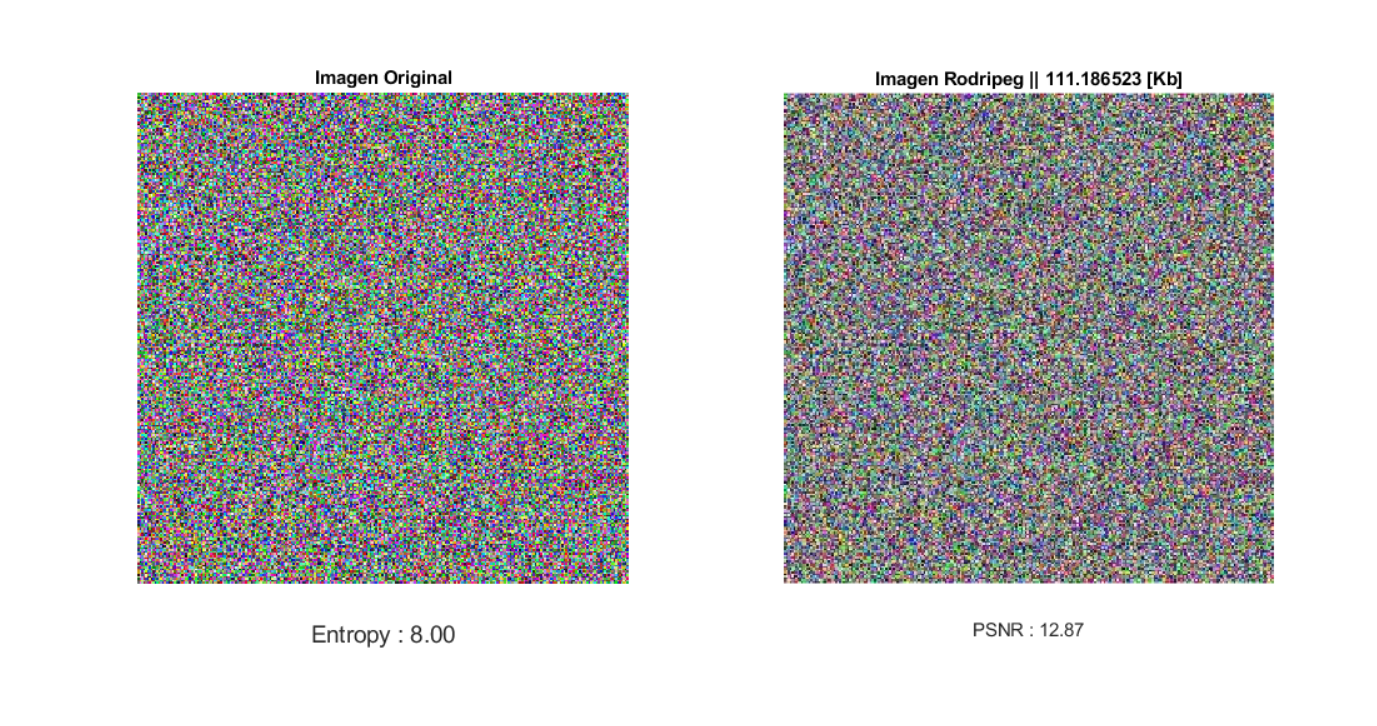 Imagen Original
Imagen Rodripeg || 111.186523 [Kb]
Entropy : 8.00
PSNR : 12.87